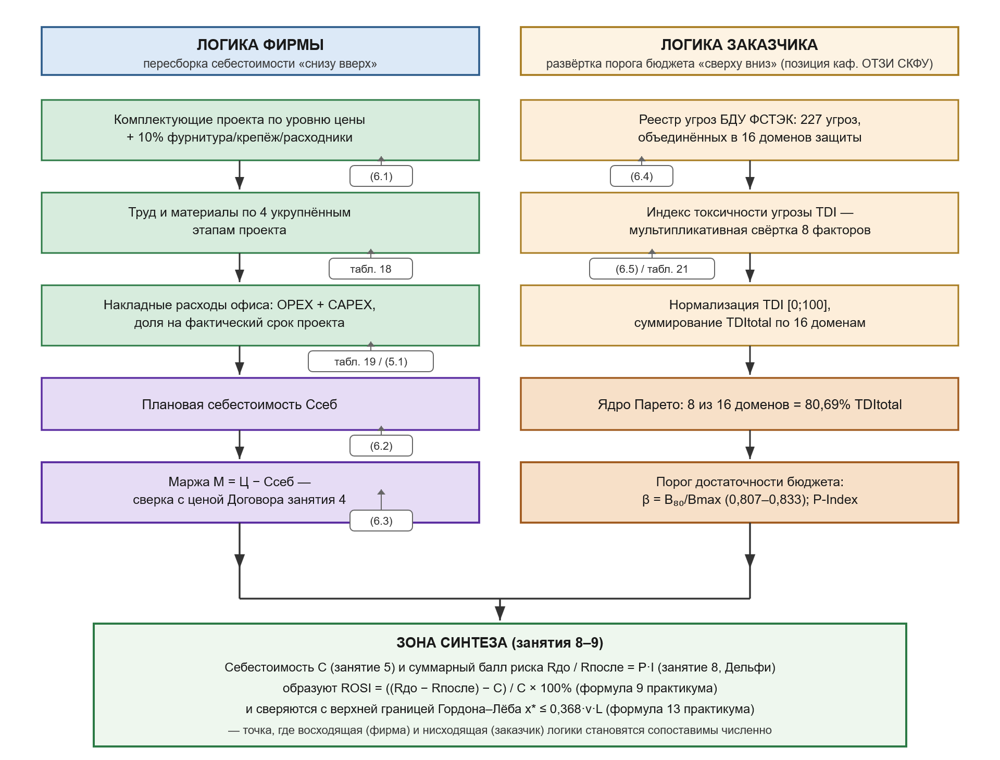 ЛОГИКА ФИРМЫ
пересборка себестоимости «снизу вверх»
Комплектующие проекта по уровню цены
+ 10% фурнитура/крепёж/расходники
(6.1)
Труд и материалы по 4 укрупнённым
этапам проекта
табл. 18
Накладные расходы офиса: OPEX + CAPEX,
доля на фактический срок проекта
табл. 19 / (5.1)
Плановая себестоимость Cсеб
(6.2)
Маржа М = Ц − Ссеб —
сверка с ценой Договора занятия 4
(6.3)
ЛОГИКА ЗАКАЗЧИКА
развёртка порога бюджета «сверху вниз» (позиция каф. ОТЗИ СКФУ)
Реестр угроз БДУ ФСТЭК: 227 угроз,
объединённых в 16 доменов защиты
(6.4)
Индекс токсичности угрозы TDI —
мультипликативная свёртка 8 факторов
(6.5) / табл. 21
Нормализация TDI [0;100],
суммирование TDItotal по 16 доменам
Ядро Парето: 8 из 16 доменов = 80,69% TDItotal
Порог достаточности бюджета:
β = B₈₀/Bmax (0,807–0,833); P-Index
ЗОНА СИНТЕЗА (занятия 8–9)
Себестоимость C (занятие 5) и суммарный балл риска Rдо / Rпосле = P·I (занятие 8, Дельфи)
образуют ROSI = ((Rдо − Rпосле) − C) / C × 100% (формула 9 практикума)
и сверяются с верхней границей Гордона–Лёба x* ≤ 0,368·v·L (формула 13 практикума)
— точка, где восходящая (фирма) и нисходящая (заказчик) логики становятся сопоставимы численно